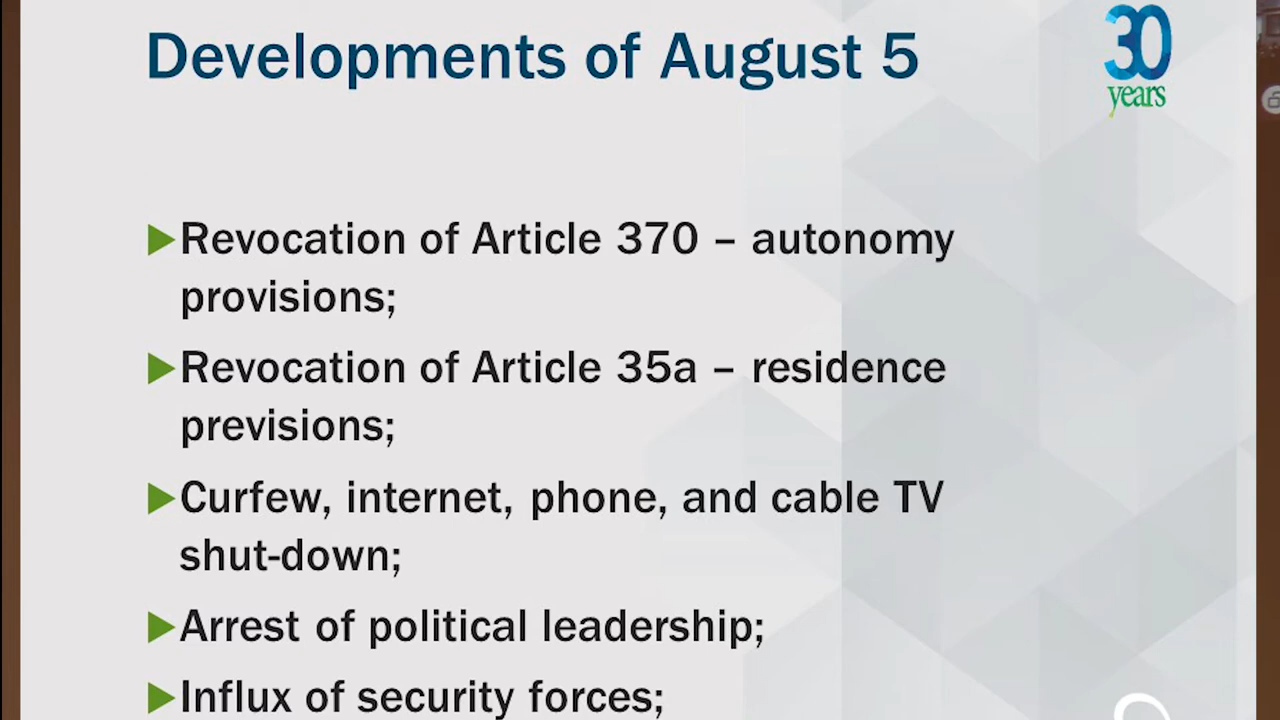 Developments of August 5
30
years
▶Revocation of Article 370 – autonomy
provisions;
▶Revocation of Article 35a – residence
previsions;
▶Curfew, internet, phone, and cable TV
shut-down;
▶Arrest of political leadership;
▶Influx of security forces;